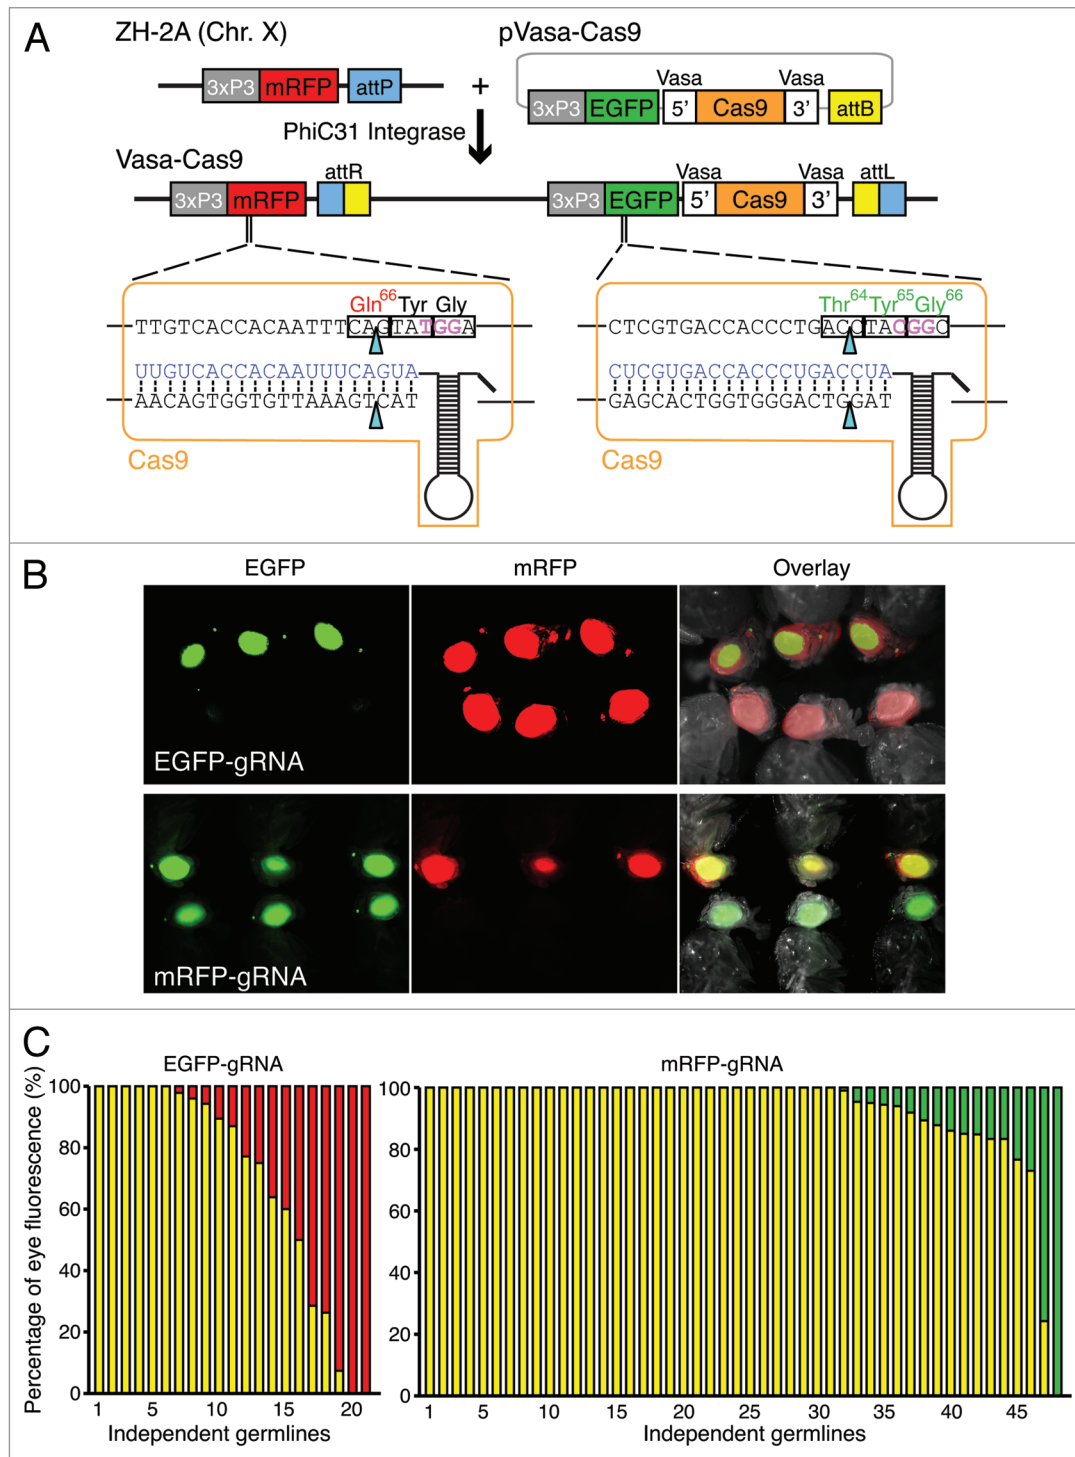 A
ZH-2A (Chr. X)
pVasa-Cas9
3xP3 mRFP attP
+
Vasa Vasa
3xP3 EGFP 5’ Cas9 3’ attB
PhiC31 Integrase
Vasa-Cas9
attR
Vasa Vasa attL
3xP3 mRFP
3xP3 EGFP 5’ Cas9 3’
Gln66 Tyr Gly
TTGTCACCACAATTTCAGTATGGA
UUGUCACCACAAUUUCAGUA
AACAGTGGTGTTAAAGTCAT
Cas9
Thr64Tyr65Gly66
CTCGTGACCACCCTGACCTACGGC
CUCGUGACCACCCUGACCUA
GAGCACTGGTGGGACTGGAT
Cas9
B
EGFP mRFP Overlay
EGFP-gRNA
mRFP-gRNA
C
EGFP-gRNA
mRFP-gRNA
Percentage of eye fluorescence (%)
100
80
60
40
20
0
1 5 10 15 20
Independent germlines
100
80
60
40
20
0
1 5 10 15 20 25 30 35 40 45
Independent germlines